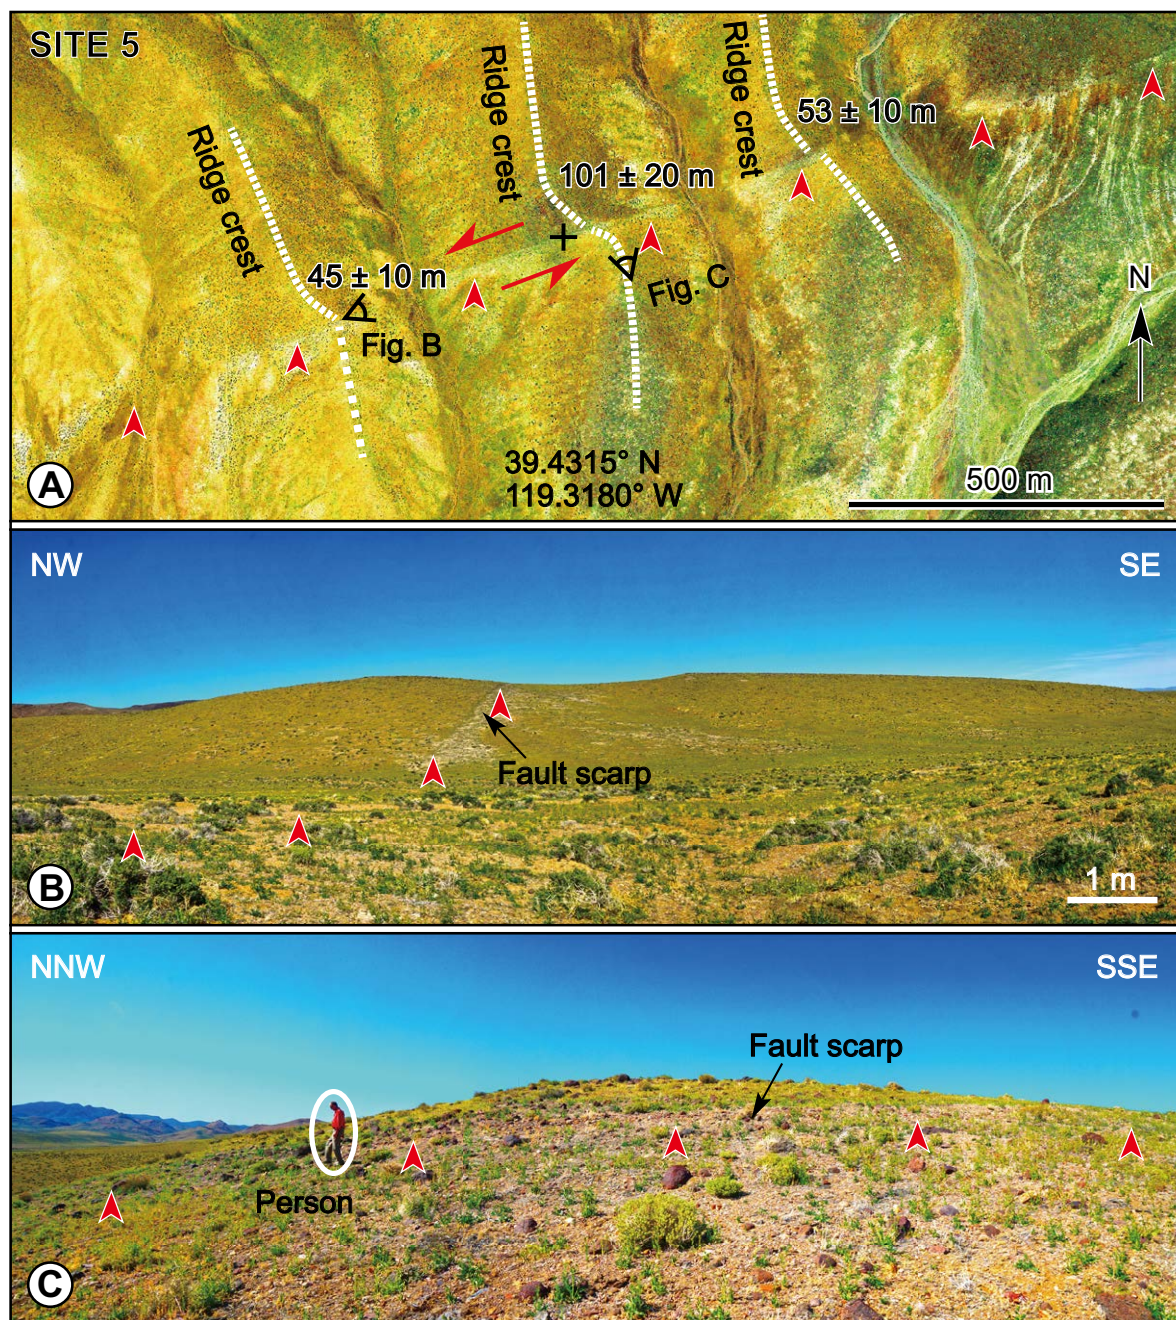 SITE 5
Ridge crest
Ridge crest
Ridge crest
53 ± 10 m
101 ± 20 m
45 ± 10 m
Fig. B
Fig. C
N
39.4315° N
119.3180° W
500 m
A
NW
SE
Fault scarp
1 m
B
NNW
SSE
Fault scarp
Person
C